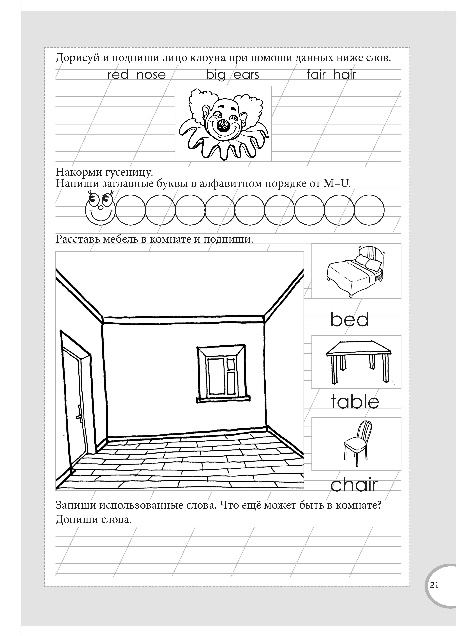 Дорисуй и подпиши лицо клоуна при помощи данных ниже слов.
red nose big ears fair hair
Накорми гусеницу.
Напиши заглавные буквы в алфавитном порядке от M–U.
Расставь мебель в комнате и подпиши.
bed
table
chair
Запиши использованные слова. Что ещё может быть в комнате?
Допиши слова.
21